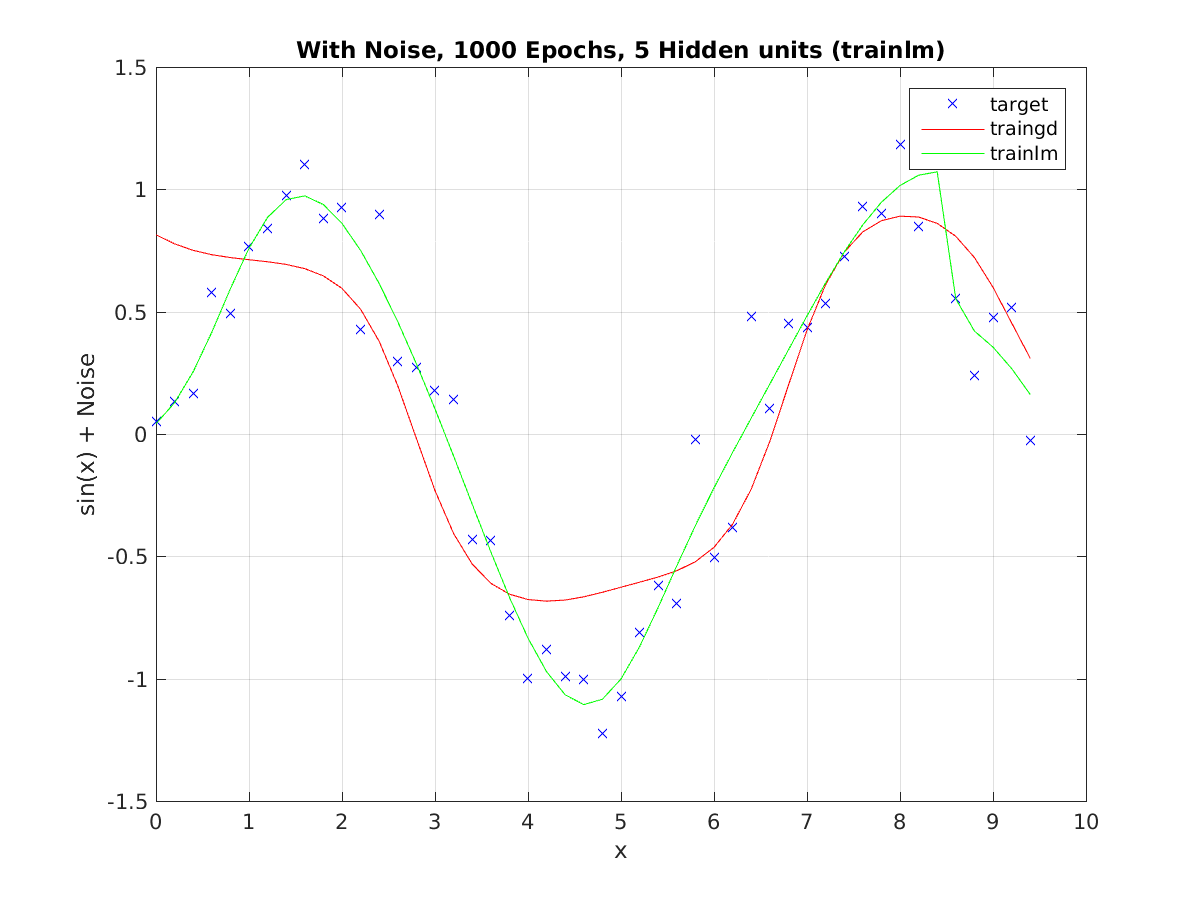 With Noise, 1000 Epochs, 5 Hidden units (trainlm)
target
traingd
trainlm
1.5
1
0.5
0
-0.5
-1
-1.5
sin(x) + Noise
0 1 2 3 4 5 6 7 8 9 10
x